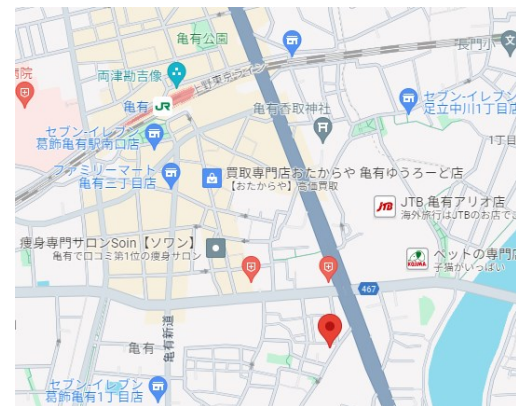 亀有公園
両津勘吉像
上野東京ライン
長門小
病院
亀有
JR
亀有香取神社
セブン-イレブン
足立中川1丁目店
セブン-イレブン
葛飾亀有駅南口店
1丁目
ファミリーマート
亀有三丁目店
買取専門店おたからや 亀有ゆうろーど店
【おたからや】高価買取
JTB
JTB 亀有アリオ店
海外旅行はJTBのお店でさ
痩身専門サロンSoin【ソワン】
亀有で口コミ第1位の痩身サロン
KOJIMA
ペットの専門店
子猫がいっぱい
467
亀有新道
亀有
セブン-イレブン
葛飾亀有1丁目店